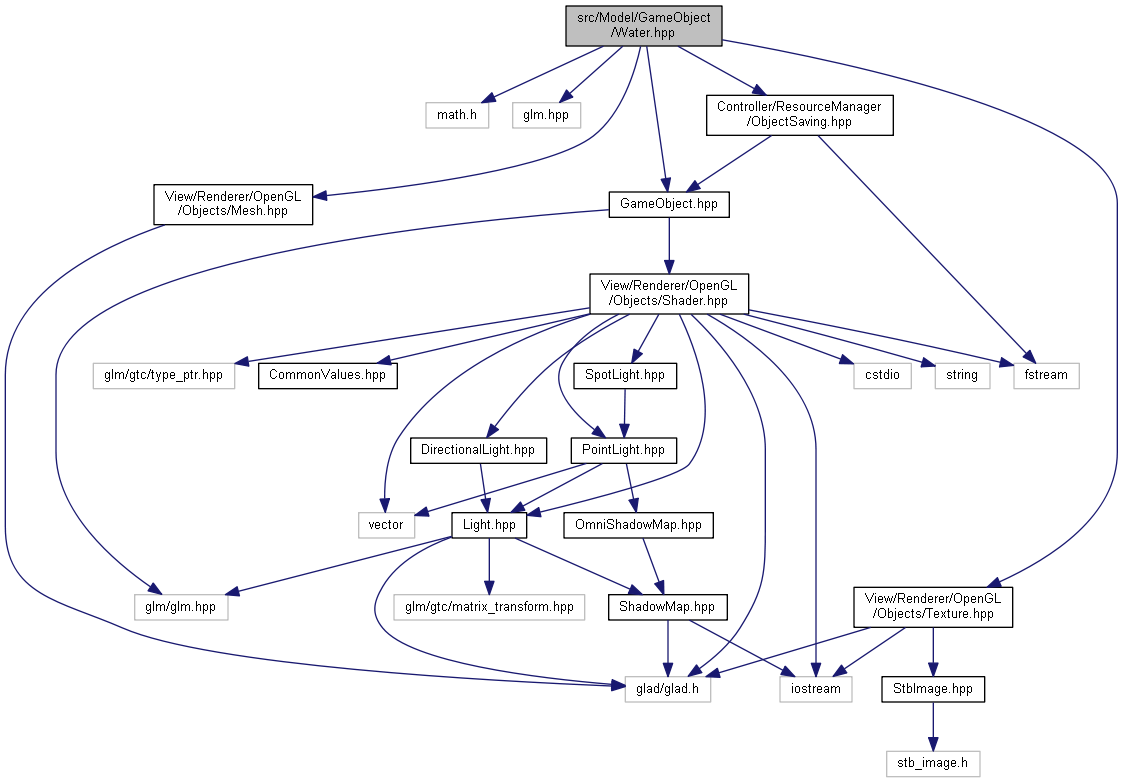 src/Model/GameObject
/Water.hpp
math.h
glm.hpp
Controller/ResourceManager
/ObjectSaving.hpp
View/Renderer/OpenGL
/Objects/Mesh.hpp
GameObject.hpp
View/Renderer/OpenGL
/Objects/Shader.hpp
glm/gtc/type_ptr.hpp
CommonValues.hpp
SpotLight.hpp
cstdio
string
fstream
DirectionalLight.hpp
PointLight.hpp
vector
Light.hpp
OmniShadowMap.hpp
glm/glm.hpp
glm/gtc/matrix_transform.hpp
ShadowMap.hpp
View/Renderer/OpenGL
/Objects/Texture.hpp
glad/glad.h
iostream
StbImage.hpp
stb_image.h